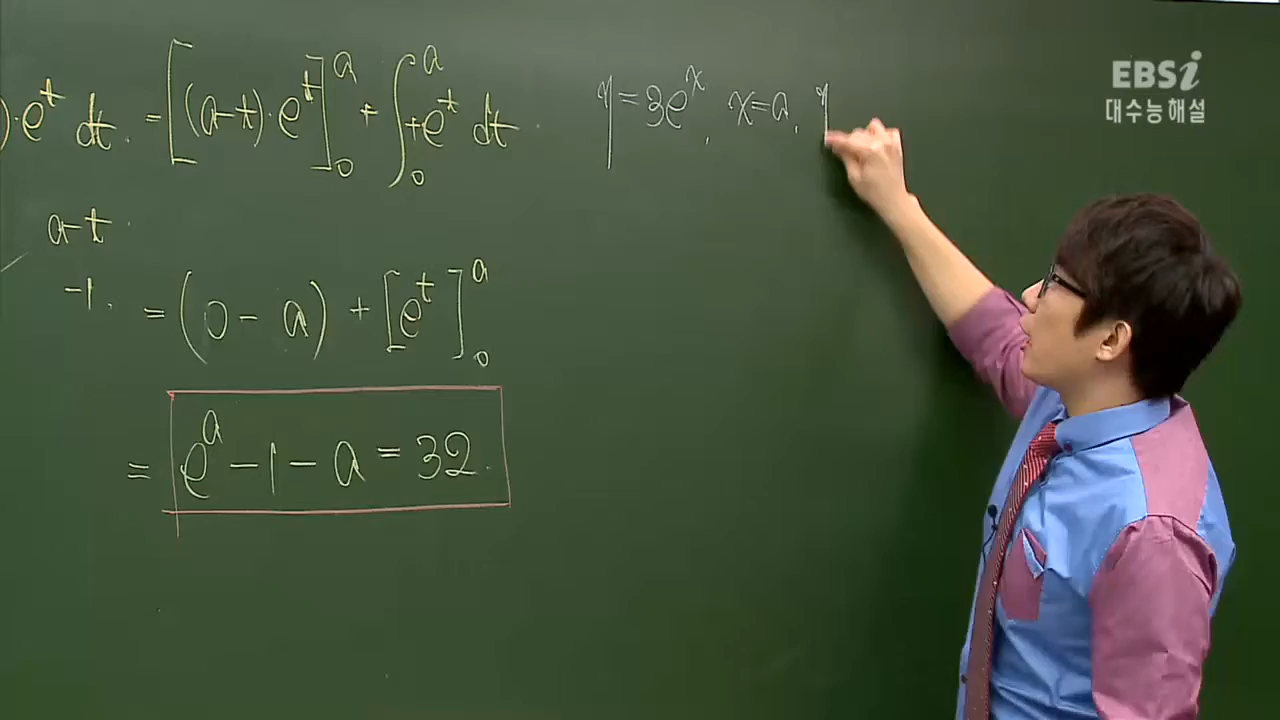 )·e^t dt = [(a-t)·e^t]_0^a + ∫_0^a +e^t dt
y=3e^x, x=a, y
EBSi
대수능해설
a-t
-1
= (0-a) + [e^t]_0^a
= e^a-1-a=32